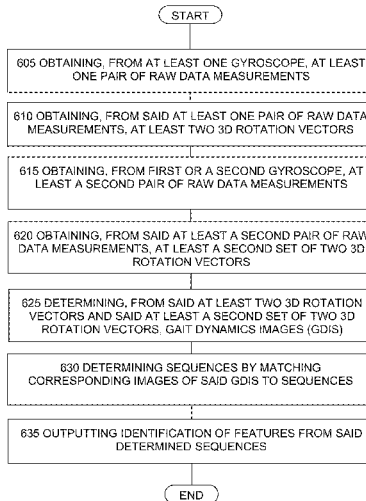 START
605 OBTAINING, FROM AT LEAST ONE GYROSCOPE, AT LEAST
ONE PAIR OF RAW DATA MEASUREMENTS
610 OBTAINING, FROM SAID AT LEAST ONE PAIR OF RAW DATA
MEASUREMENTS, AT LEAST TWO 3D ROTATION VECTORS
615 OBTAINING, FROM FIRST OR A SECOND GYROSCOPE, AT
LEAST A SECOND PAIR OF RAW DATA MEASUREMENTS
620 OBTAINING, FROM SAID AT LEAST A SECOND PAIR OF RAW
DATA MEASUREMENTS, AT LEAST A SECOND SET OF TWO 3D
ROTATION VECTORS
625 DETERMINING, FROM SAID AT LEAST TWO 3D ROTATION
VECTORS AND SAID AT LEAST A SECOND SET OF TWO 3D
ROTATION VECTORS, GAIT DYNAMICS IMAGES (GDIS)
630 DETERMINING SEQUENCES BY MATCHING
CORRESPONDING IMAGES OF SAID GDIS TO SEQUENCES
635 OUTPUTTING IDENTIFICATION OF FEATURES FROM SAID
DETERMINED SEQUENCES
END